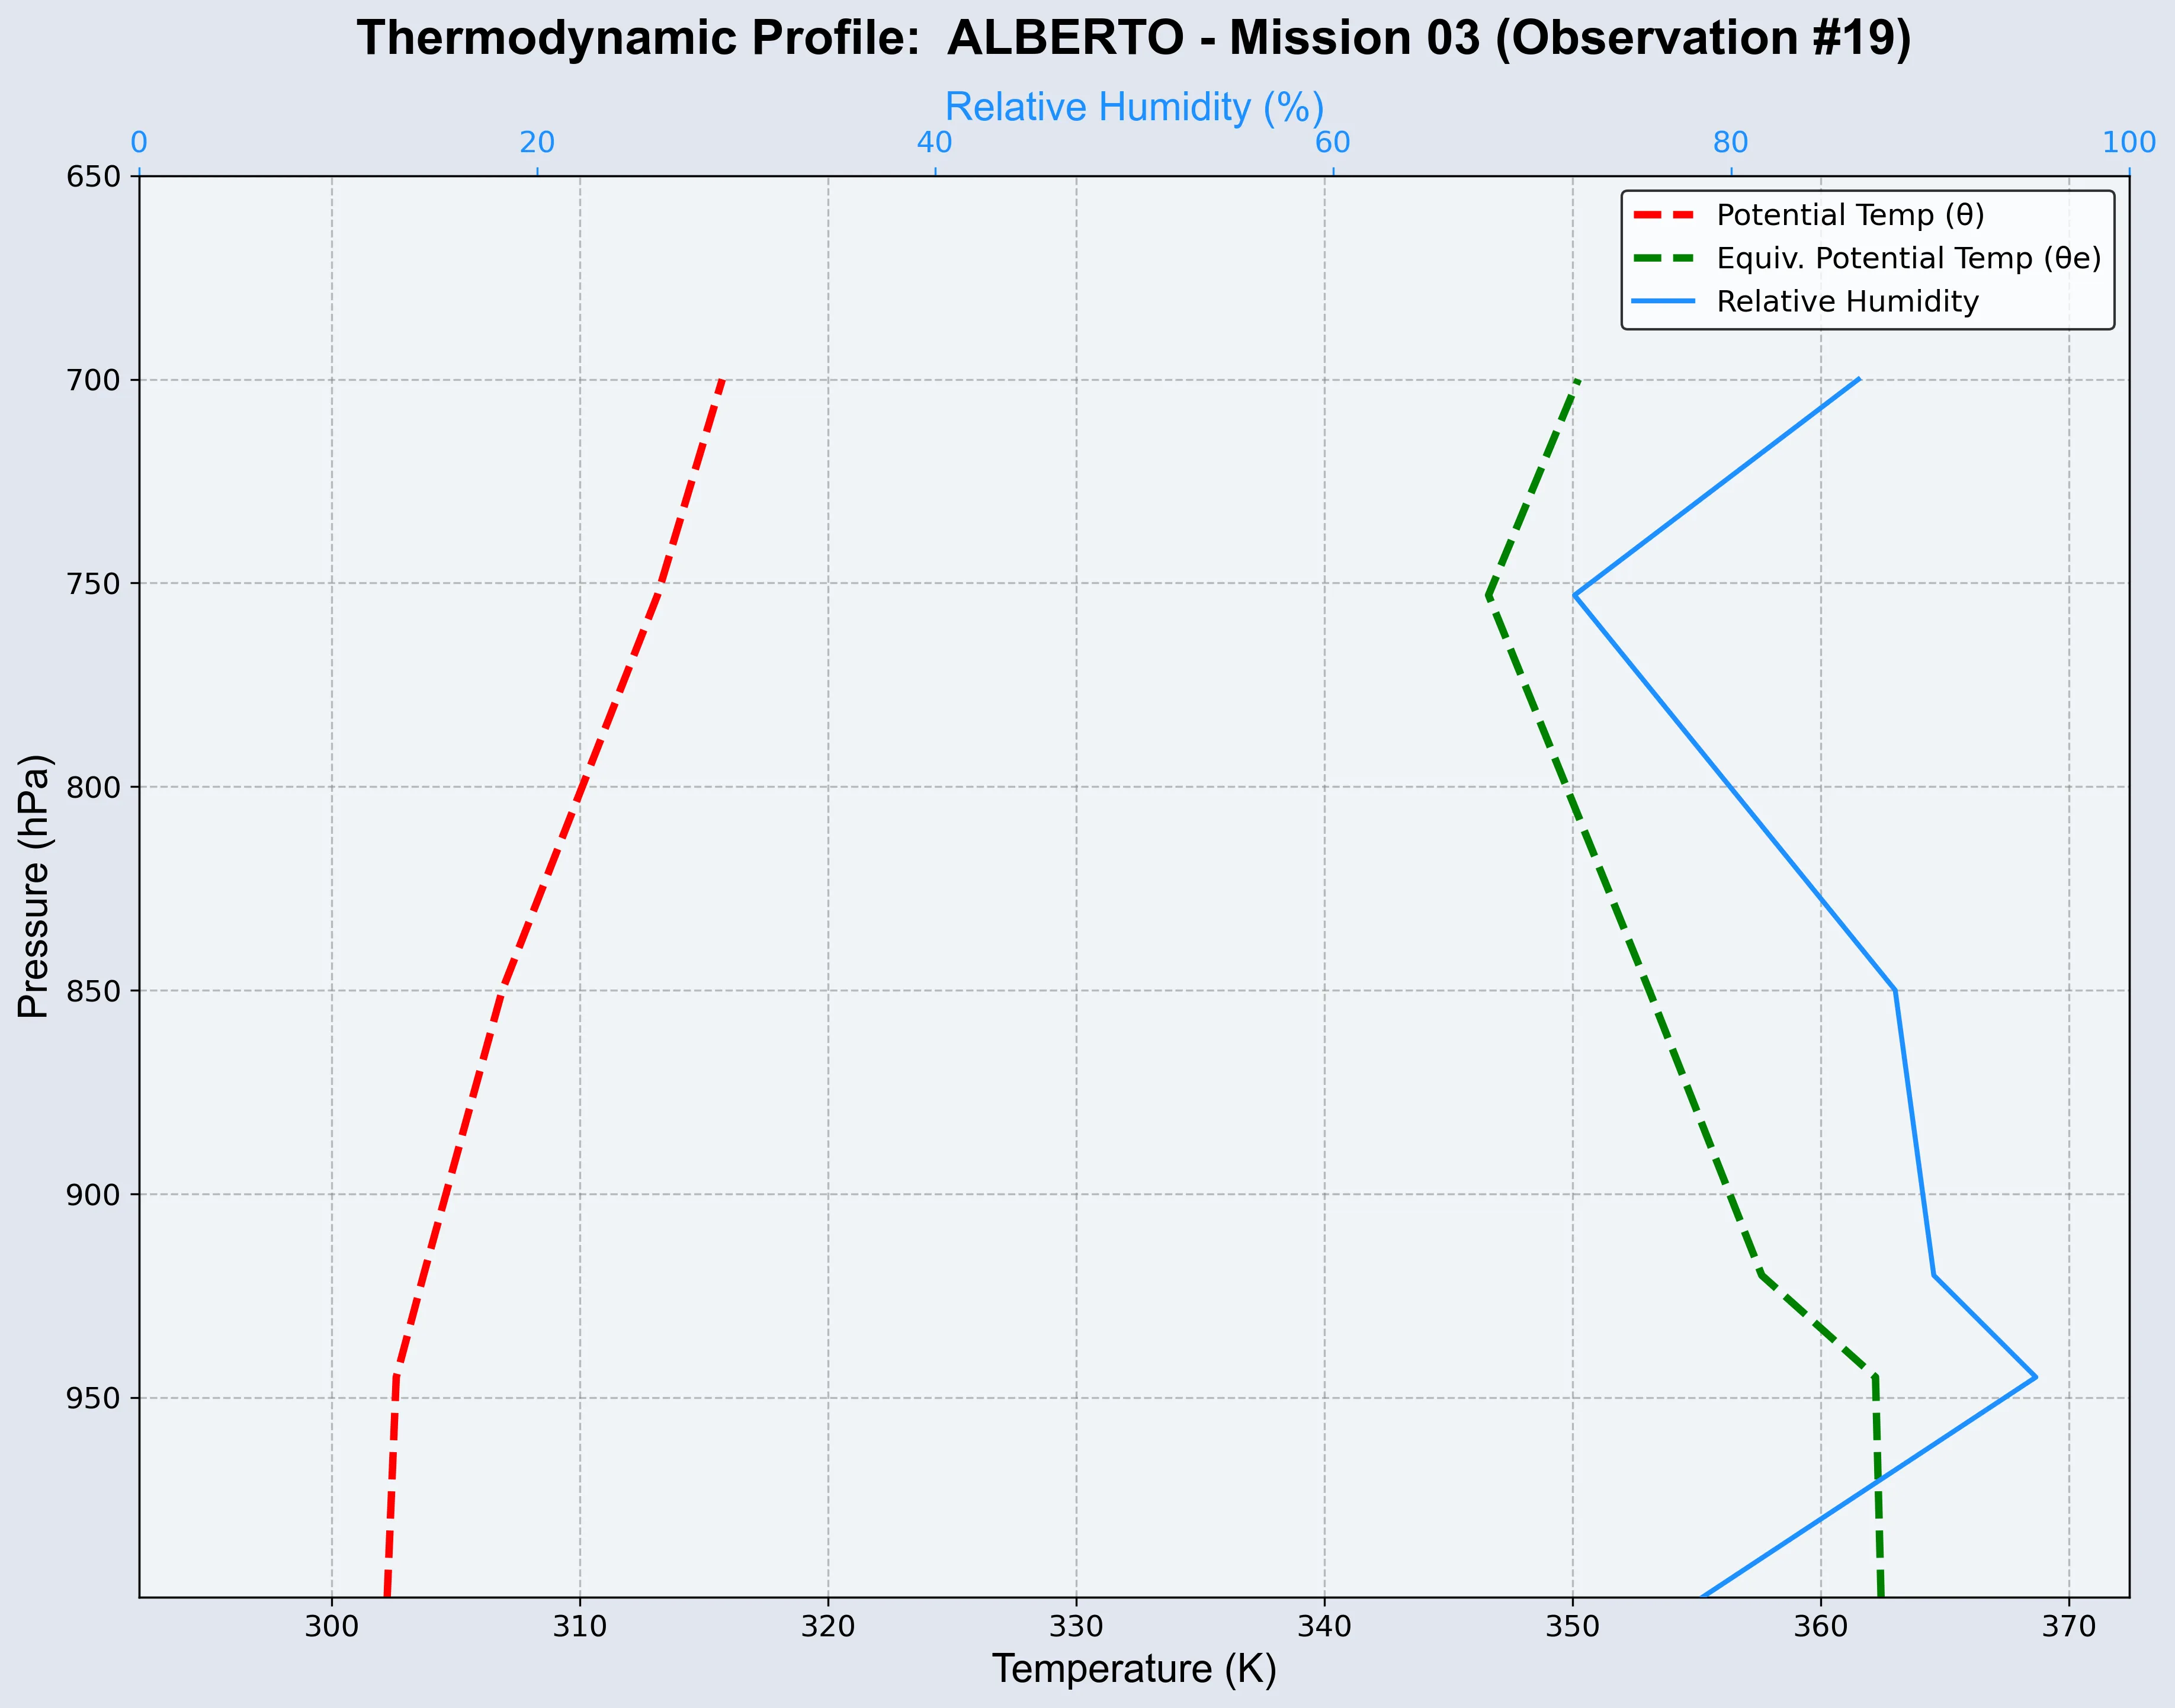 Thermodynamic Profile:  ALBERTO - Mission 03 (Observation #19)
Relative Humidity (%)
0 20 40 60 80 100
Potential Temp (θ)
Equiv. Potential Temp (θe)
Relative Humidity
Pressure (hPa)
650
700
750
800
850
900
950
300 310 320 330 340 350 360 370
Temperature (K)